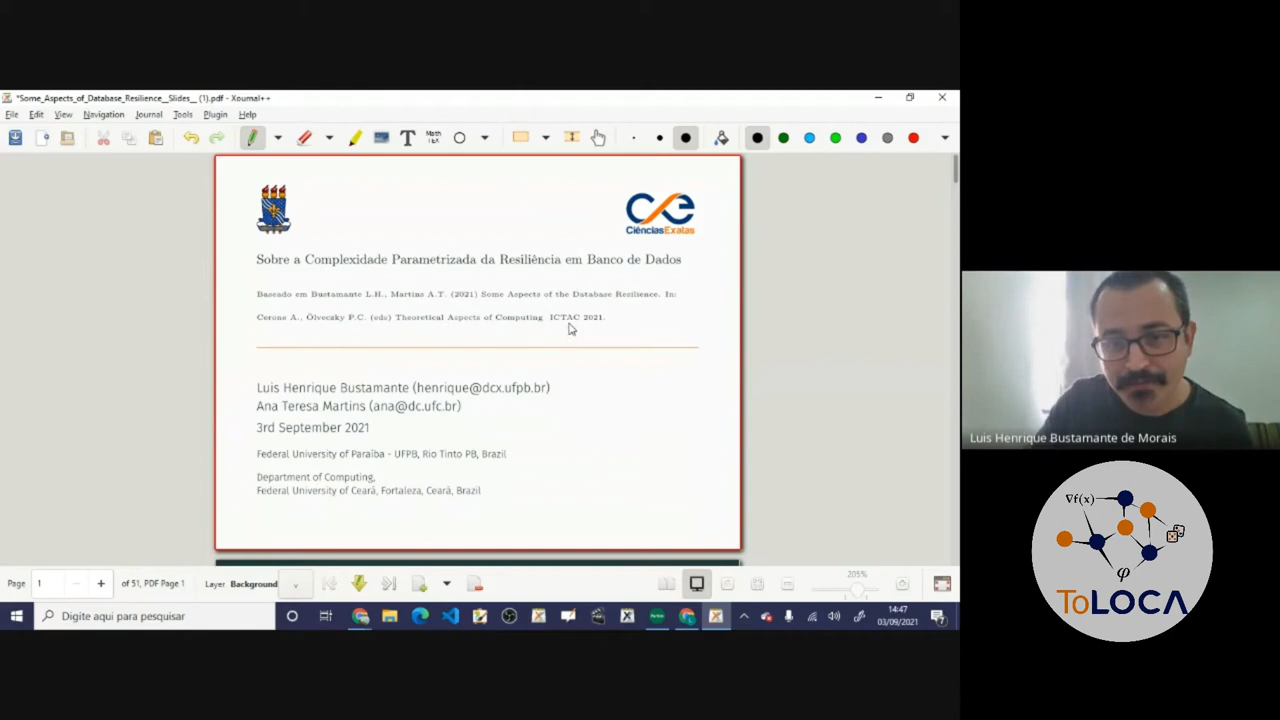 *Some_Aspects_of_Database_Resilience__Slides__ (1).pdf - Xournal++
File Edit View Navigation Journal Tools Plugin Help
T Math TEX
CiênciasExatas
Sobre a Complexidade Parametrizada da Resiliência em Banco de Dados
Baseado em Bustamante L.H., Martins A.T. (2021) Some Aspects of the Database Resilience. In:
Cerone A., Ölveczky P.C. (eds) Theoretical Aspects of Computing ICTAC 2021.
Luis Henrique Bustamante (henrique@dcx.ufpb.br)
Ana Teresa Martins (ana@dc.ufc.br)
3rd September 2021
Federal University of Paraíba - UFPB, Rio Tinto PB, Brazil
Department of Computing,
Federal University of Ceará, Fortaleza, Ceará, Brazil
Luis Henrique Bustamante de Morais
∇f(x)
φ
ToLOCA
Page 1 of 51, PDF Page 1 Layer Background 205%
Digite aqui para pesquisar
14:47
03/09/2021